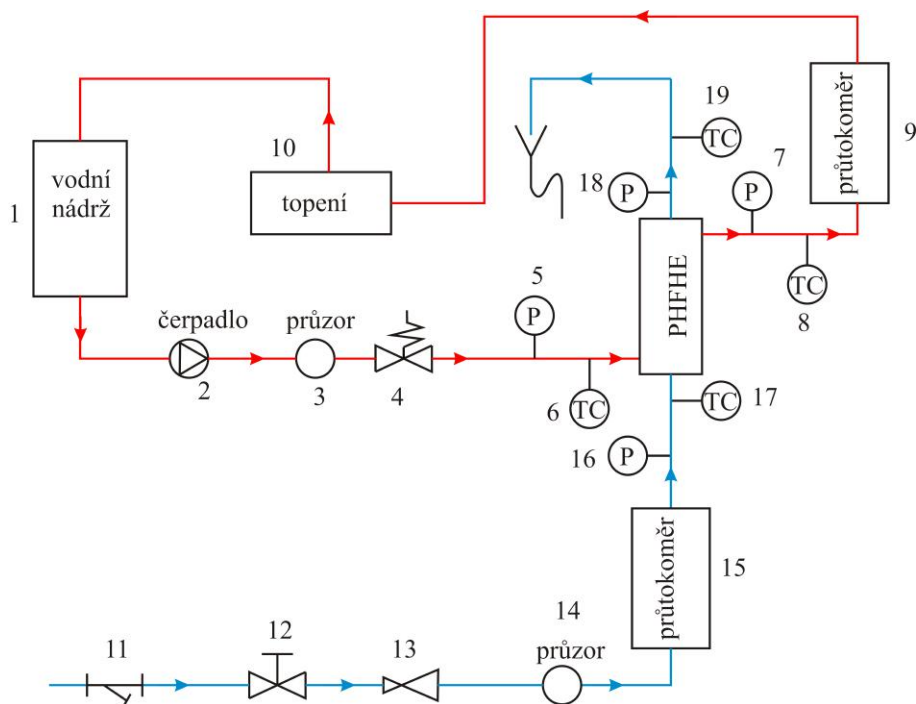 19
TC
9
průtokoměr
10
topení
1
vodní
nádrž
18
P
7
P
PHFHE
TC
8
5
P
čerpadlo
průzor
2
3
4
6
TC
TC
17
16
P
průtokoměr
15
14
průzor
11
12
13